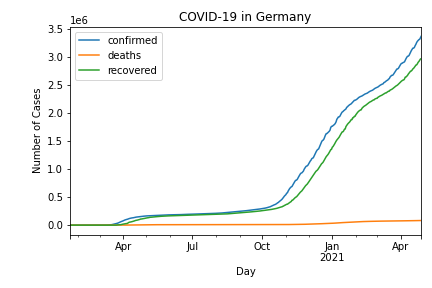 COVID-19 in Germany
1e6
confirmed
deaths
recovered
3.5
3.0
2.5
2.0
1.5
1.0
0.5
0.0
Number of Cases
Apr
Jul
Oct
Jan
2021
Apr
Day